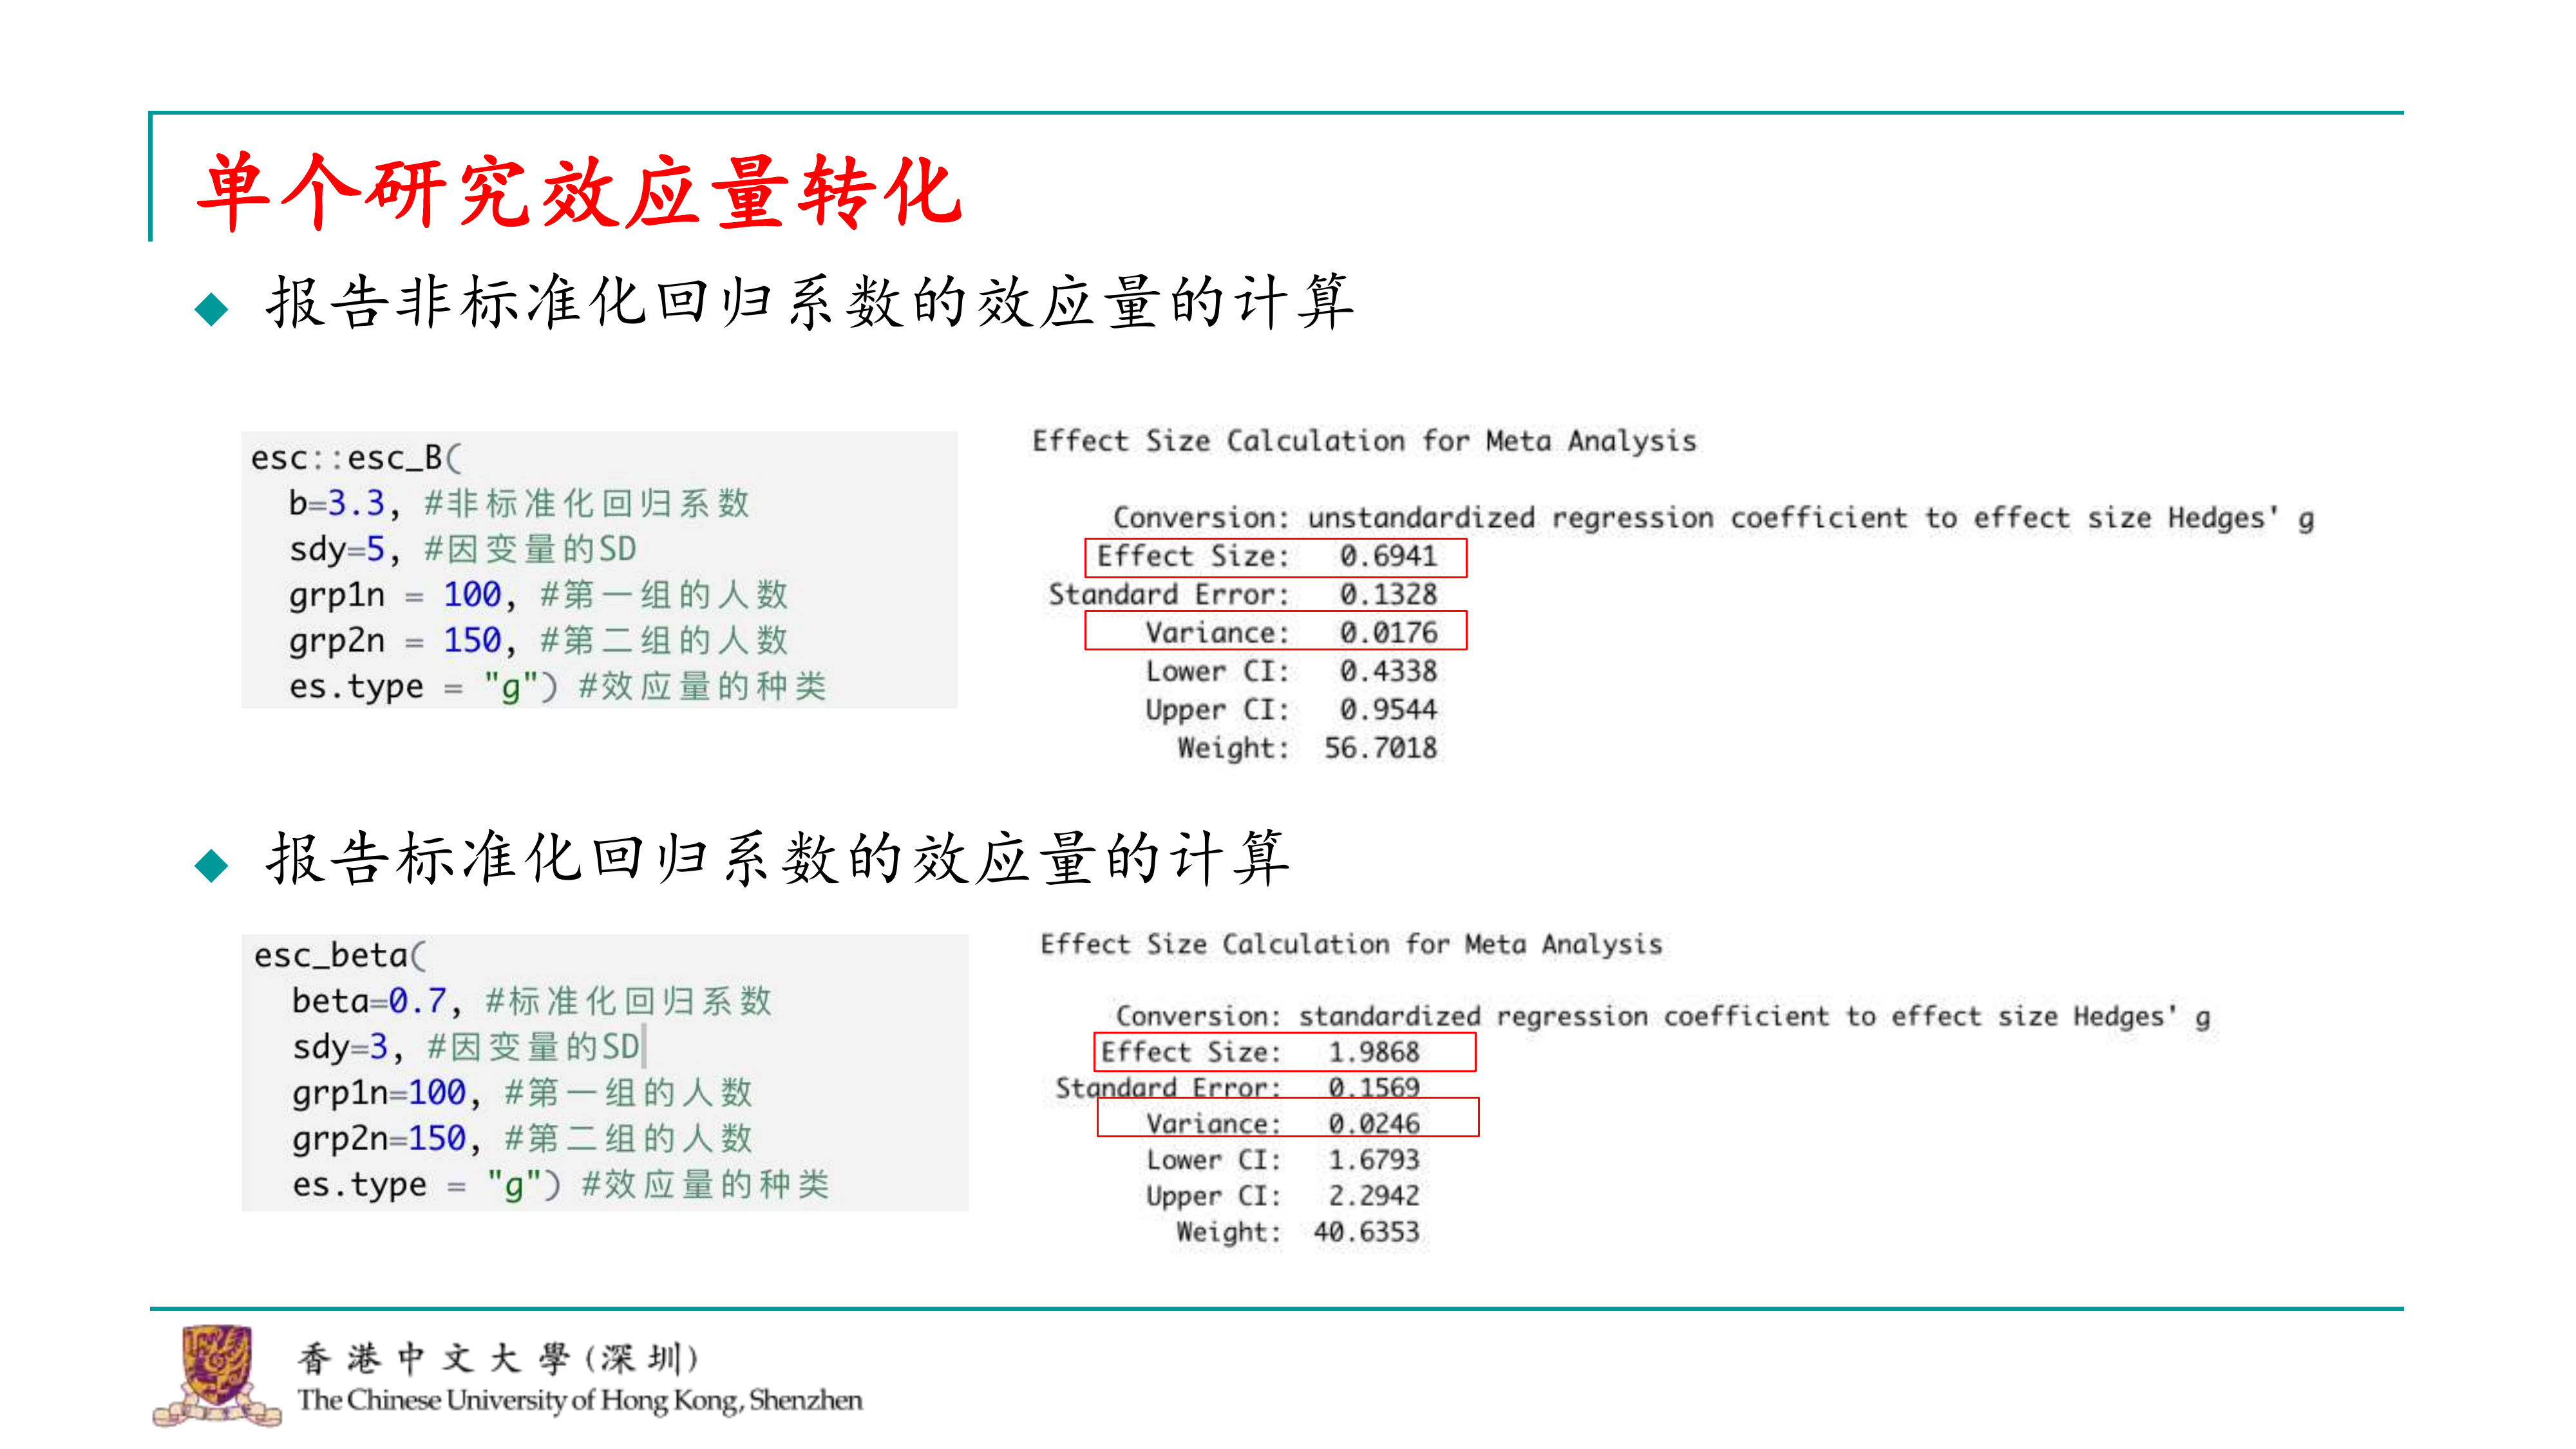 单个研究效应量转化
报告非标准化回归系数的效应量的计算
esc::esc_B(
b=3.3, #非标准化回归系数
sdy=5, #因变量的SD
grp1n = 100, #第一组的人数
grp2n = 150, #第二组的人数
es.type = "g") #效应量的种类
Effect Size Calculation for Meta Analysis
Conversion: unstandardized regression coefficient to effect size Hedges' g
Effect Size: 0.6941
Standard Error: 0.1328
Variance: 0.0176
Lower CI: 0.4338
Upper CI: 0.9544
Weight: 56.7018
报告标准化回归系数的效应量的计算
esc_beta(
beta=0.7, #标准化回归系数
sdy=3, #因变量的SD
grp1n=100, #第一组的人数
grp2n=150, #第二组的人数
es.type = "g") #效应量的种类
Effect Size Calculation for Meta Analysis
Conversion: standardized regression coefficient to effect size Hedges' g
Effect Size: 1.9868
Standard Error: 0.1569
Variance: 0.0246
Lower CI: 1.6793
Upper CI: 2.2942
Weight: 40.6353
香港中文大學(深圳)
The Chinese University of Hong Kong, Shenzhen